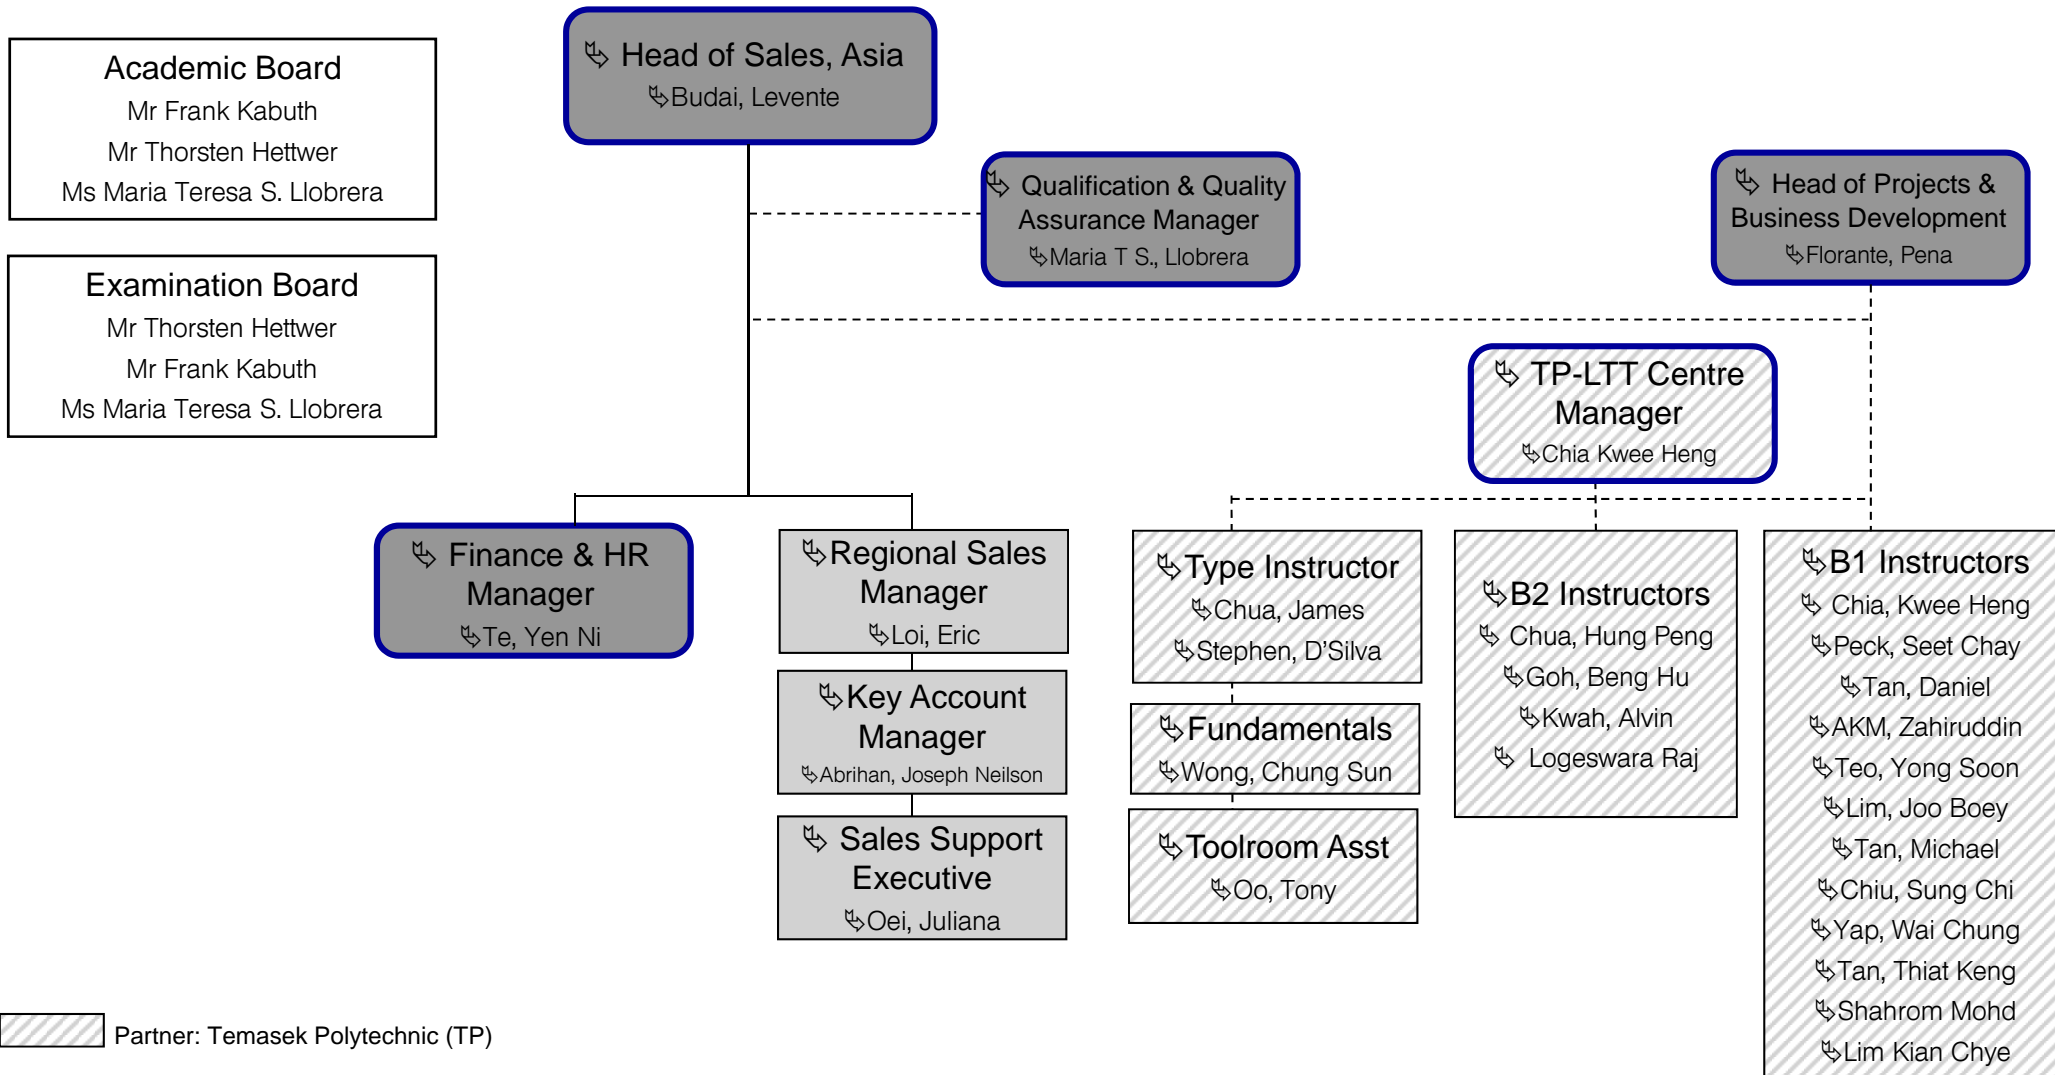 Academic Board
Mr Frank Kabuth
Mr Thorsten Hettwer
Ms Maria Teresa S. Llobrera
Examination Board
Mr Thorsten Hettwer
Mr Frank Kabuth
Ms Maria Teresa S. Llobrera
Head of Sales, Asia
Budai, Levente
Qualification & Quality
Assurance Manager
Maria T S., Llobrera
Head of Projects &
Business Development
Florante, Pena
TP-LTT Centre
Manager
Chia Kwee Heng
Finance & HR
Manager
Te, Yen Ni
Regional Sales
Manager
Loi, Eric
Key Account
Manager
Abrihan, Joseph Neilson
Sales Support
Executive
Oei, Juliana
Type Instructor
Chua, James
Stephen, D'Silva
Fundamentals
Wong, Chung Sun
Toolroom Asst
Oo, Tony
B2 Instructors
Chua, Hung Peng
Goh, Beng Hu
Kwah, Alvin
Logeswara Raj
B1 Instructors
Chia, Kwee Heng
Peck, Seet Chay
Tan, Daniel
AKM, Zahiruddin
Teo, Yong Soon
Lim, Joo Boey
Tan, Michael
Chiu, Sung Chi
Yap, Wai Chung
Tan, Thiat Keng
Shahrom Mohd
Lim Kian Chye
Partner: Temasek Polytechnic (TP)